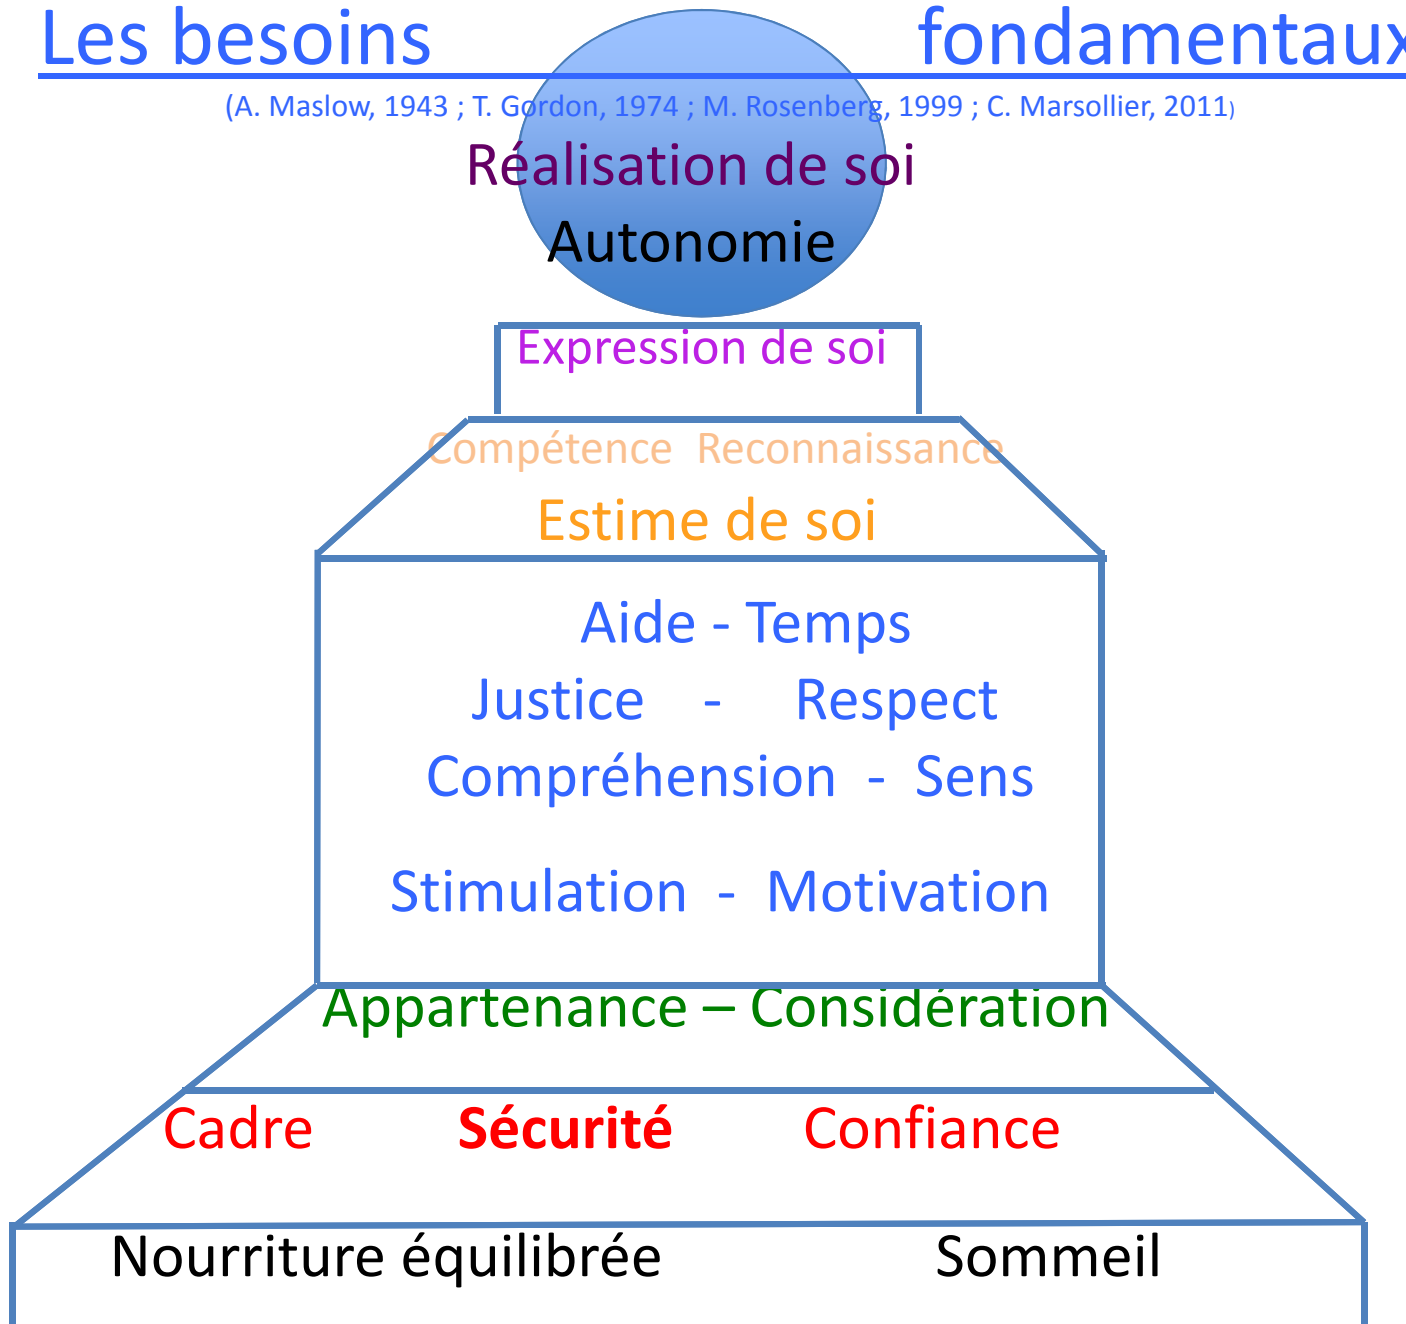 Les besoins fondamentaux
(A. Maslow, 1943 ; T. Gordon, 1974 ; M. Rosenberg, 1999 ; C. Marsollier, 2011)
Réalisation de soi
Autonomie
Expression de soi
Compétence Reconnaissance
Estime de soi
Aide - Temps
Justice - Respect
Compréhension - Sens
Stimulation - Motivation
Appartenance – Considération
Cadre Sécurité Confiance
Nourriture équilibrée Sommeil